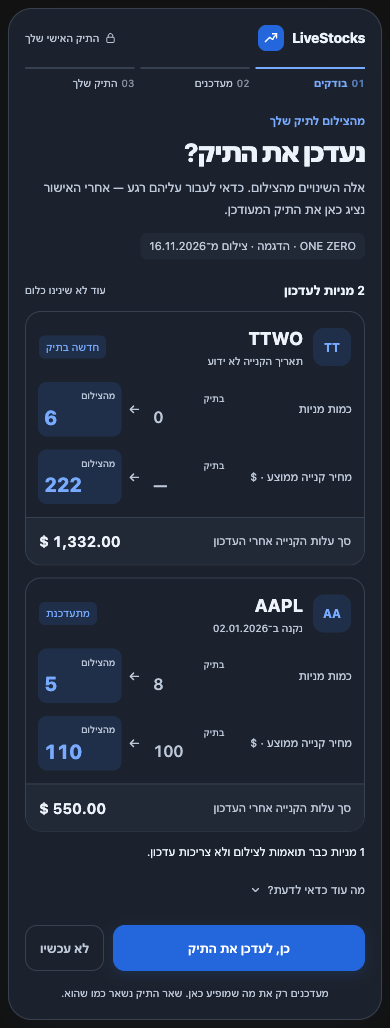 LiveStocks
התיק האישי שלך
01 בודקים
02 מעדכנים
03 התיק שלך
מהצילום לתיק שלך
נעדכן את התיק?
אלה השינויים מהצילום. כדאי לעבור עליהם רגע — אחרי האישור
נציג כאן את התיק המעודכן.
ONE ZERO · הדגמה · צילום מ־16.11.2026
2 מניות לעדכון
עוד לא שינינו כלום
TT
TTWO
תאריך הקנייה לא ידוע
חדשה בתיק
כמות מניות
בתיק
0
←
מהצילום
6
מחיר קנייה ממוצע · $
בתיק
—
←
מהצילום
222
סך עלות הקנייה אחרי העדכון
$ 1,332.00
AA
AAPL
נקנה ב־02.01.2026
מתעדכנת
כמות מניות
בתיק
8
←
מהצילום
5
מחיר קנייה ממוצע · $
בתיק
100
←
מהצילום
110
סך עלות הקנייה אחרי העדכון
$ 550.00
1 מניות כבר תואמות לצילום ולא צריכות עדכון.
מה עוד כדאי לדעת?
כן, לעדכן את התיק
לא עכשיו
מעדכנים רק את מה שמופיע כאן. שאר התיק נשאר כמו שהוא.